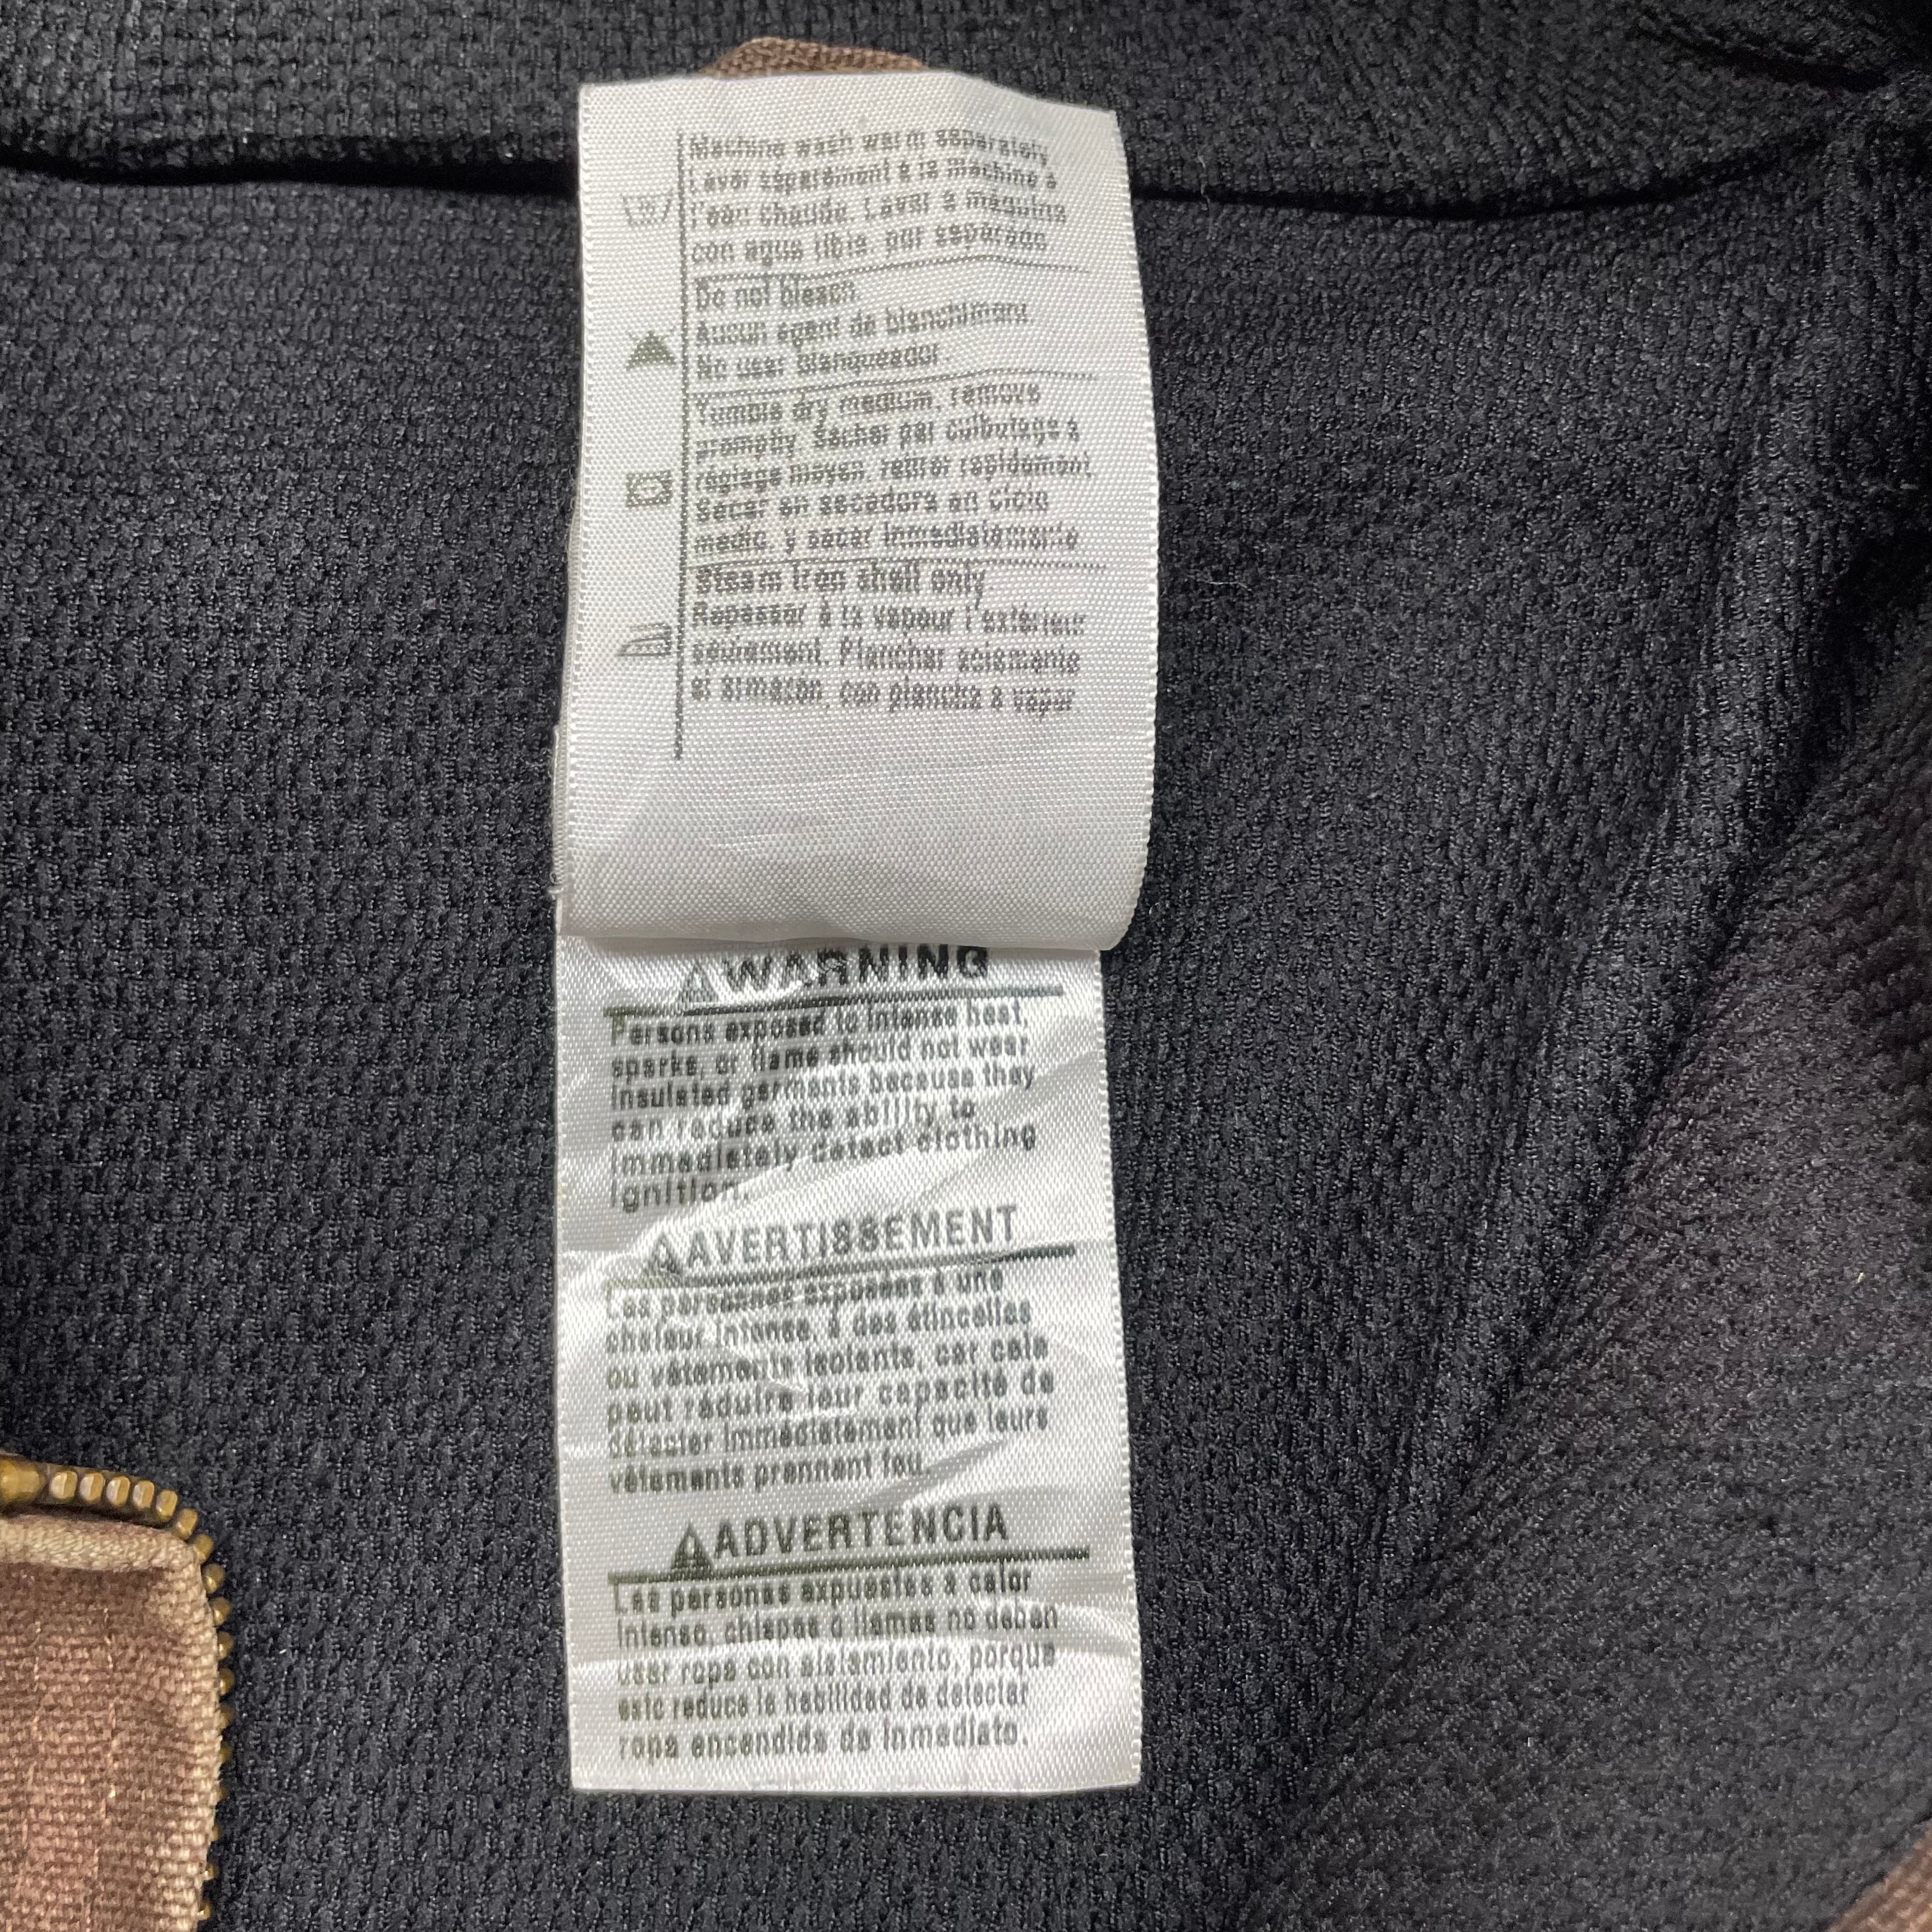 Machine wash warm separately.
Laver séparément à la machine à
l'eau chaude. Lavar a máquina
con agua tibia, por separado.
Do not bleach.
Aucun agent de blanchiment
No usar blanqueador.
Tumble dry medium, remove
promptly. Sécher par culbutage à
réglage moyen, retirer rapidement.
Secar en secadora en ciclo
medio, y sacar inmediatamente
Steam iron shell only
Repasser à la vapeur l'extérieur
seulement. Planchar solamente
el armazon, con plancha a vapor
WARNING
Persons exposed to intense heat,
sparks, or flame should not wear
insulated garments because they
can reduce the ability to
immediately detect clothing
ignition.
AVERTISSEMENT
Les personnes exposées à une
chaleur intense, à des étincelles
ou vêtements isolants, car cela
peut réduire leur capacité de
détecter immédiatement que leurs
vêtements prennent feu.
ADVERTENCIA
Las personas expuestas a calor
intenso, chispas ó llamas no deben
usar ropa con aislamiento, porque
esto reduce la habilidad de detectar
ropa encendida de inmediato.